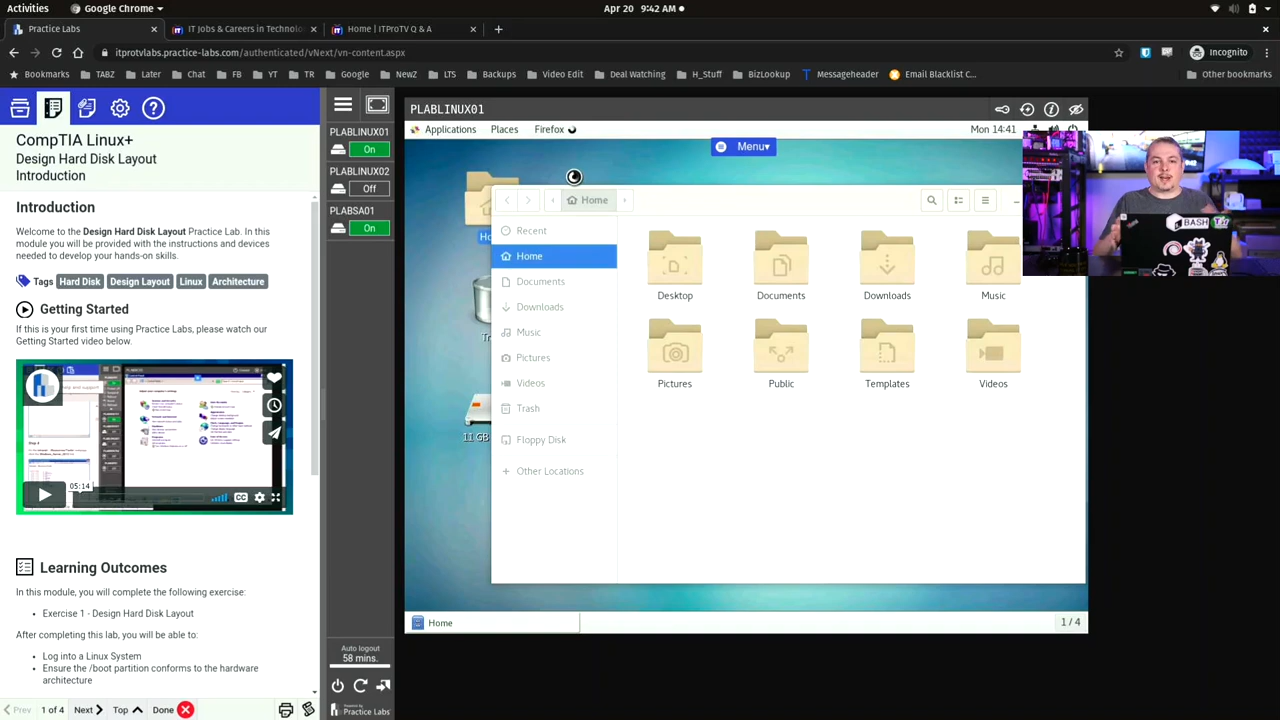 Activities
Google Chrome ▾
Apr 20 9:42 AM
Practice Labs
IT Jobs & Careers in Technolo
Home | ITProTV Q & A
itprotvlabs.practice-labs.com/authenticated/vNext/vn-content.aspx
Incognito
Bookmarks
TABZ
Later
Chat
FB
YT
TR
Google
NewZ
LTS
Backups
Video Edit
Deal Watching
H_Stuff
BizLookup
Messageheader
Email Blacklist C...
Other bookmarks
CompTIA Linux+
Design Hard Disk Layout
Introduction
Introduction
Welcome to the Design Hard Disk Layout Practice Lab. In this
module you will be provided with the instructions and devices
needed to develop your hands-on skills.
Tags Hard Disk Design Layout Linux Architecture
Getting Started
If this is your first time using Practice Labs, please watch our
Getting Started video below.
05:14
CC
Learning Outcomes
In this module, you will complete the following exercise:
• Exercise 1 - Design Hard Disk Layout
After completing this lab, you will be able to:
• Log into a Linux System
• Ensure the /boot partition conforms to the hardware
architecture
Prev 1 of 4 Next Top Done
PLABLINUX01
On
PLABLINUX02
Off
PLABSA01
On
Auto logout
58 mins.
Powered by
Practice Labs
PLABLINUX01
Applications Places Firefox
Mon 14:41
Menu▾
Home
Recent
Home
Documents
Downloads
Music
Pictures
Videos
Trash
Floppy Disk
+ Other Locations
Desktop
Documents
Downloads
Music
Pictures
Public
Templates
Videos
11 GB
Home
1 / 4
BASH